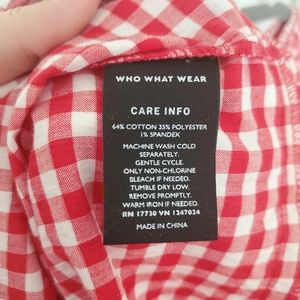 WHO WHAT WEAR
CARE INFO
64% COTTON 35% POLYESTER
1% SPANDEX
MACHINE WASH COLD
SEPARATELY.
GENTLE CYCLE.
ONLY NON-CHLORINE
BLEACH IF NEEDED.
TUMBLE DRY LOW.
REMOVE PROMPTLY.
WARM IRON IF NEEDED.
RN 17730 VN 1247024
MADE IN CHINA